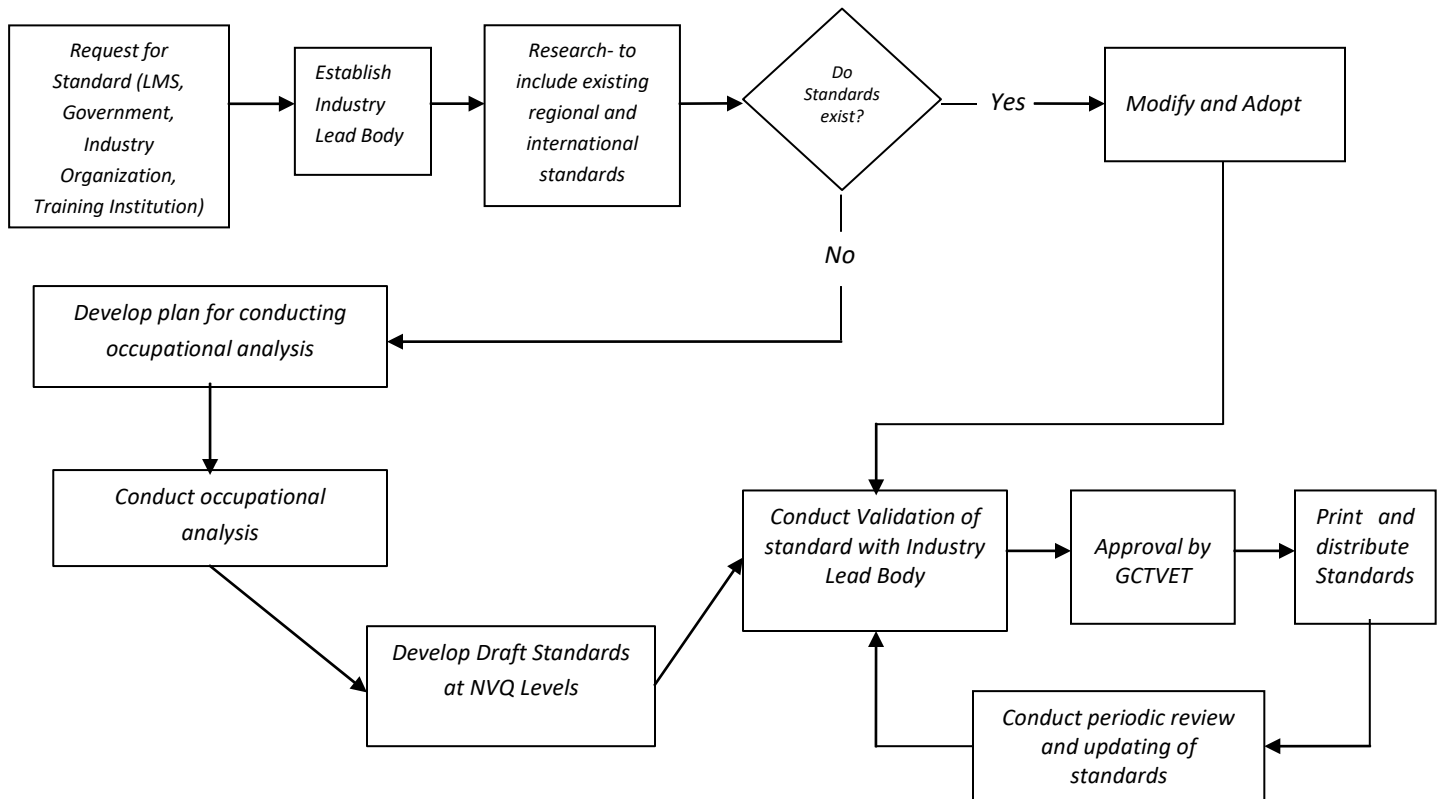 Request for
Standard (LMS,
Government,
Industry
Organization,
Training Institution)
Establish
Industry
Lead Body
Research- to
include existing
regional and
international
standards
Do
Standards
exist?
Yes
Modify and Adopt
No
Develop plan for conducting
occupational analysis
Conduct occupational
analysis
Develop Draft Standards
at NVQ Levels
Conduct Validation of
standard with Industry
Lead Body
Approval by
GCTVET
Print and
distribute
Standards
Conduct periodic review
and updating of
standards